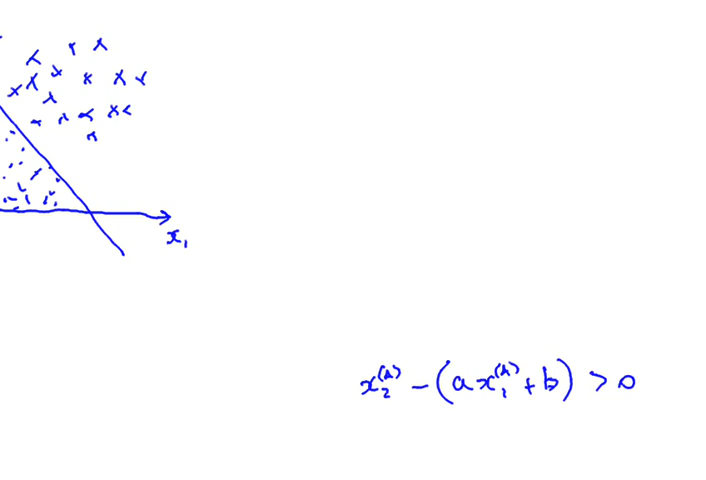 x₁
x₂⁽ᴬ⁾ − (a x₁⁽ᴬ⁾ + b) > 0